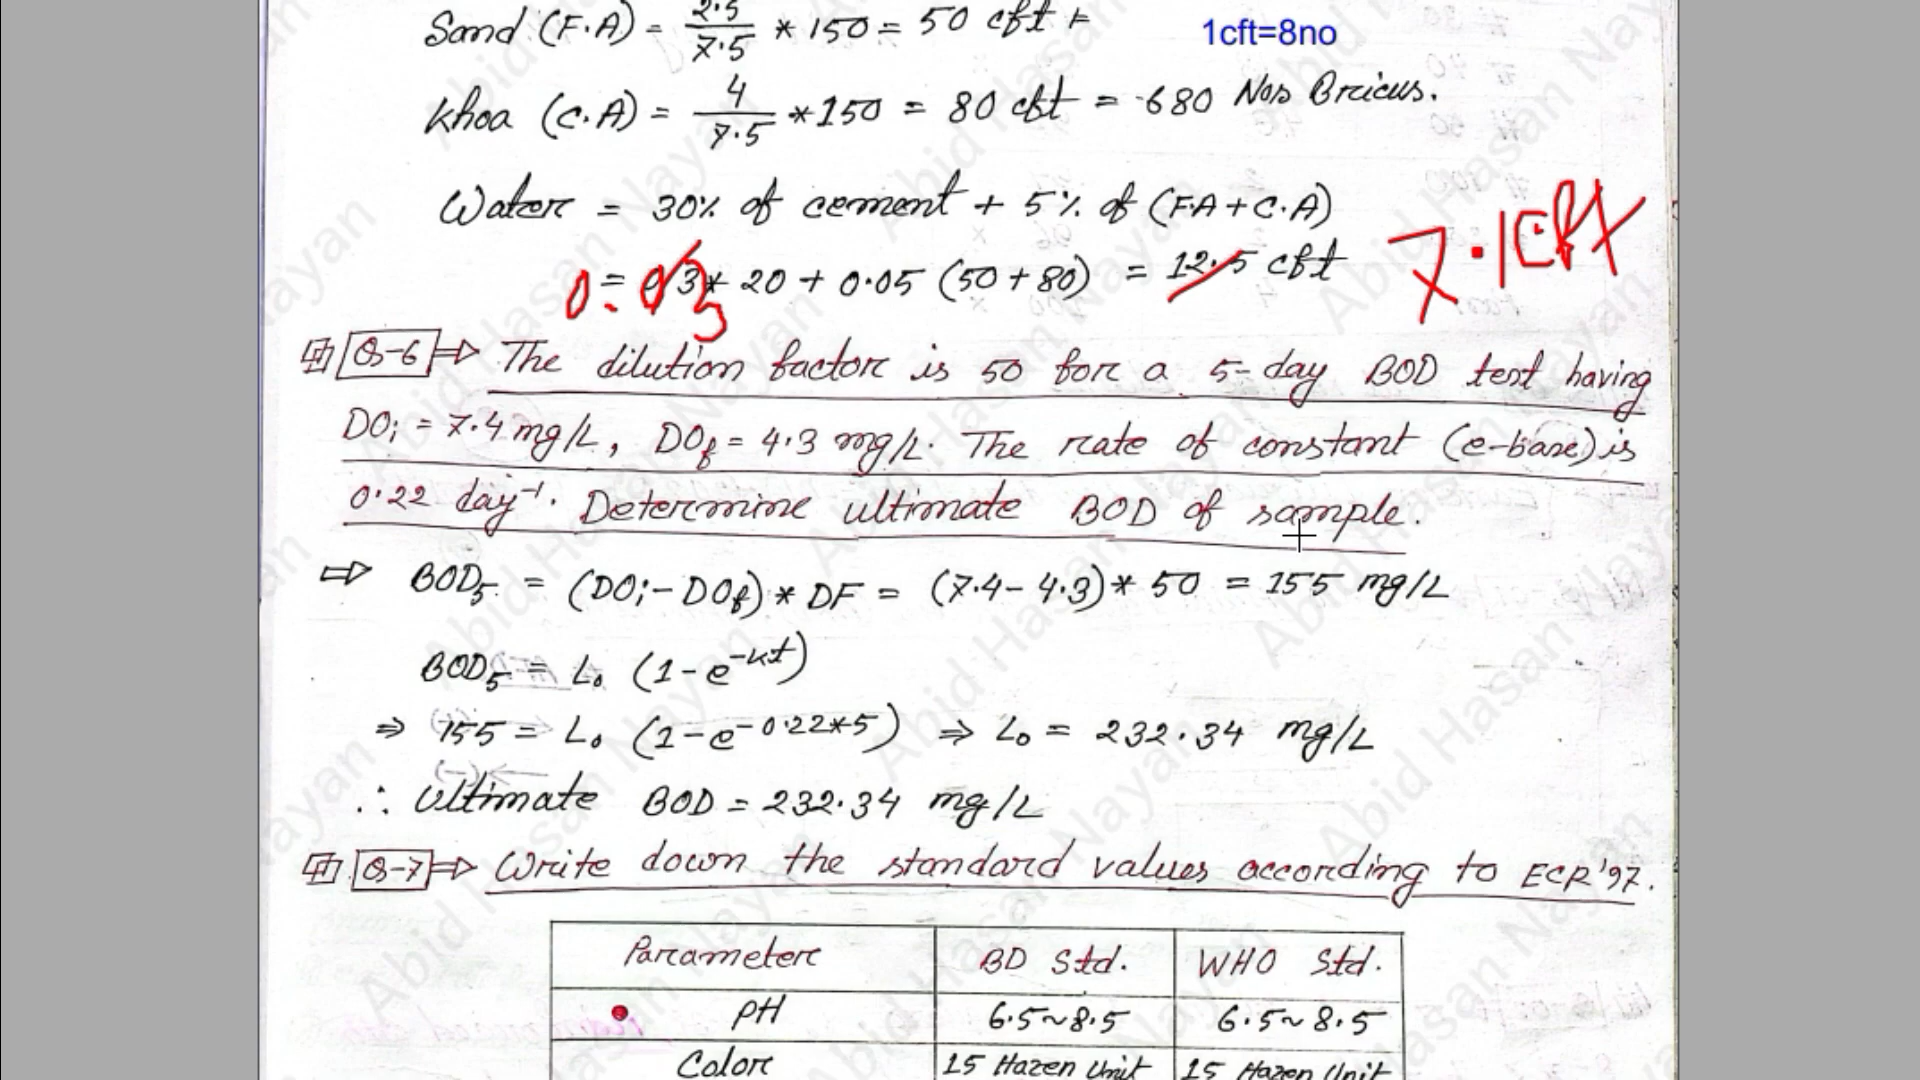 Sand (F.A) = 2.5/7.5 * 150 = 50 cft
1cft=8no
Khoa (C.A) = 4/7.5 * 150 = 80 cft = 680 Nos Bricks.
Water = 30% of cement + 5% of (F.A + C.A)
7.1cft
= 0.3 * 20 + 0.05 (50 + 80) = 12.5 cft
0.03
Q-6 ⇒ The dilution factor is 50 for a 5-day BOD test having
DOi = 7.4 mg/L, DOf = 4.3 mg/L. The rate of constant (e-base) is
0.22 day⁻¹. Determine ultimate BOD of sample.
⇒ BOD₅ = (DOi - DOf) * DF = (7.4 - 4.3) * 50 = 155 mg/L
BOD₅ = L₀ (1 - e^-kt)
⇒ 155 = L₀ (1 - e^-0.22*5) ⇒ L₀ = 232.34 mg/L
∴ Ultimate BOD = 232.34 mg/L
Q-7 ⇒ Write down the standard values according to ECR'97.
Parameter BD Std. WHO Std.
PH 6.5~8.5 6.5~8.5
Color 15 Hazen Unit 15 Hazen Unit
Abid Hasan Nayan